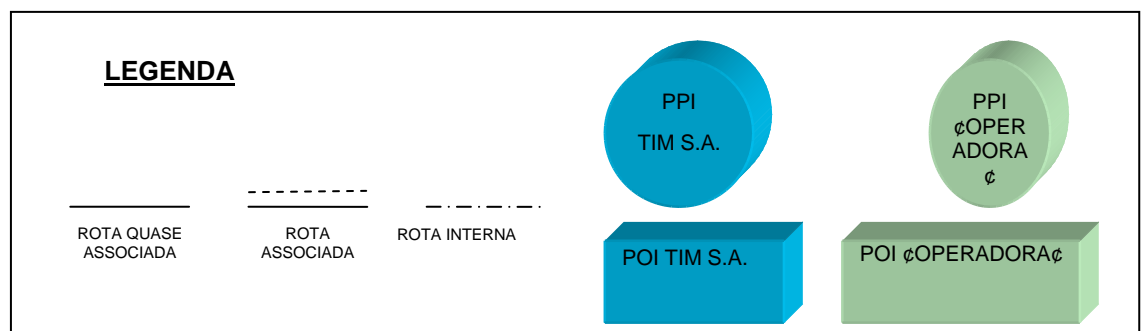 LEGENDA
ROTA QUASE
ASSOCIADA
ROTA
ASSOCIADA
ROTA INTERNA
PPI
TIM S.A.
PPI
¢OPER
ADORA
¢
POI TIM S.A.
POI ¢OPERADORA¢